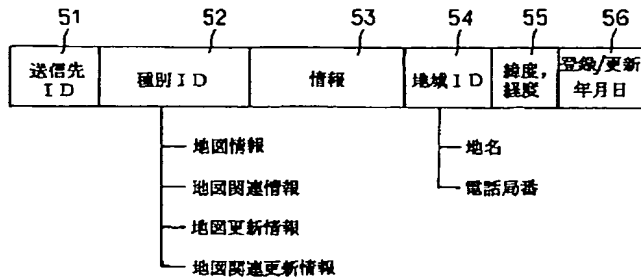 51 52 53 54 55 56
送信先ID 種別ID 情報 地域ID 緯度,経度 登録/更新年月日
地図情報
地図関連情報
地図更新情報
地図関連更新情報
地名
電話局番